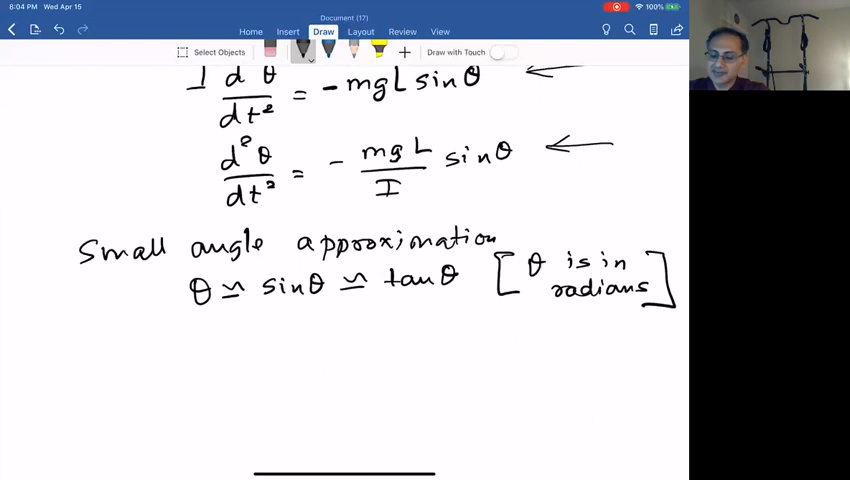 8:04 PM Wed Apr 15
100%
Document (17)
Home Insert Draw Layout Review View
Select Objects
Draw with Touch
I d θ
dt² = - mgL sinθ
d²θ
dt² = - mgL
I sinθ
Small angle approximation
θ ≃ sinθ ≃ tanθ [θ is in
radians]